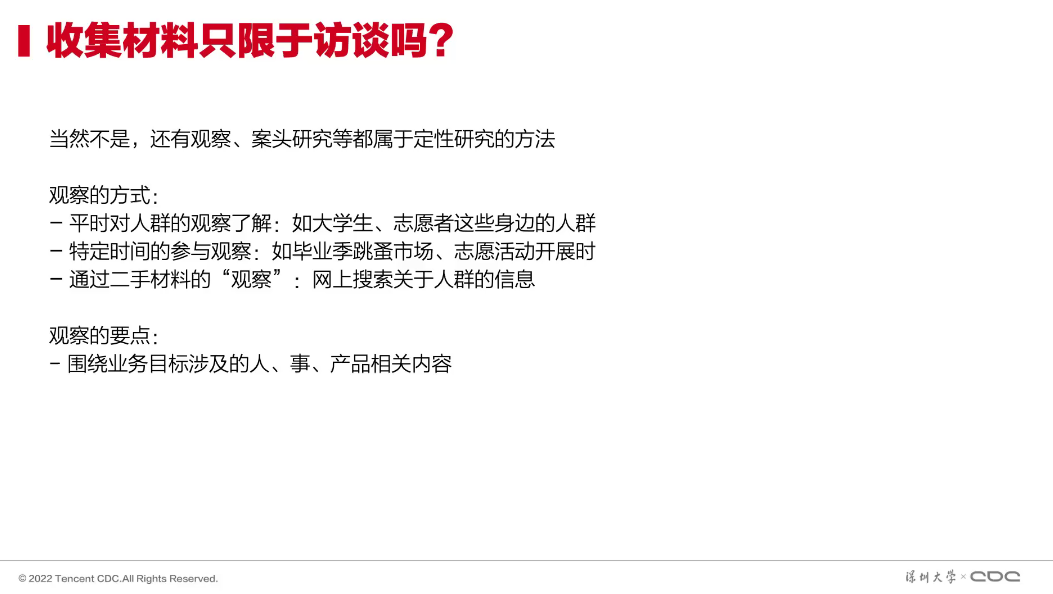 收集材料只限于访谈吗？
当然不是，还有观察、案头研究等都属于定性研究的方法
观察的方式：
– 平时对人群的观察了解：如大学生、志愿者这些身边的人群
– 特定时间的参与观察：如毕业季跳蚤市场、志愿活动开展时
– 通过二手材料的“观察”：网上搜索关于人群的信息
观察的要点：
– 围绕业务目标涉及的人、事、产品相关内容
© 2022 Tencent CDC.All Rights Reserved.
深圳大学 × CDC